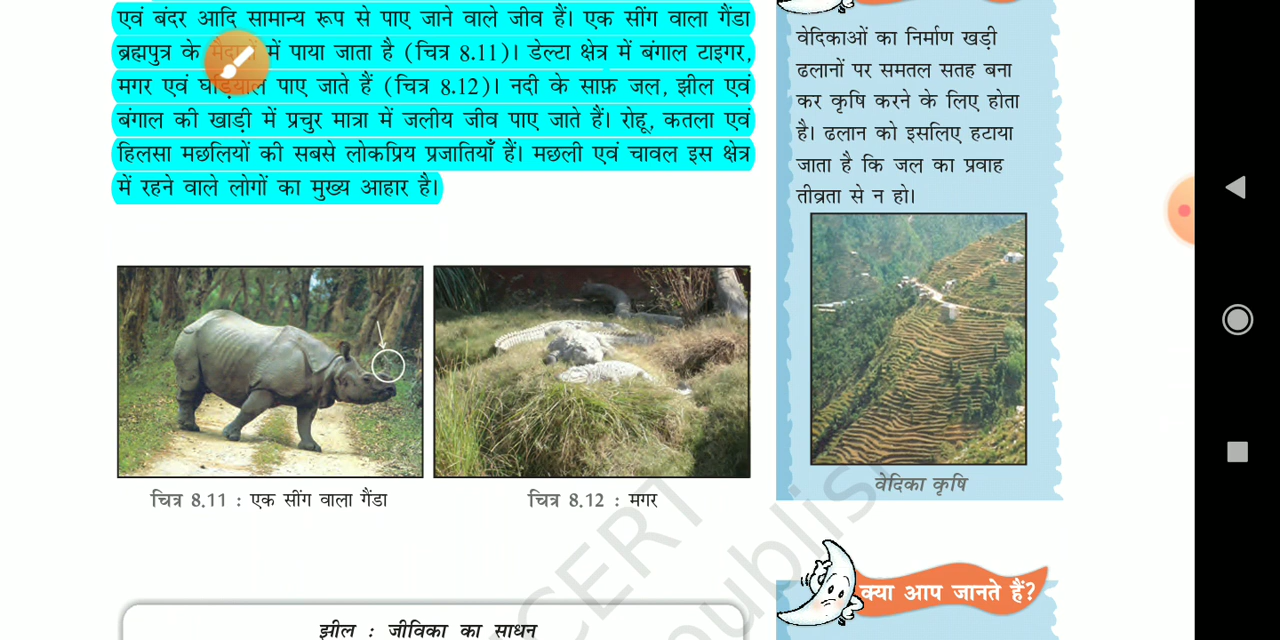 एवं बंदर आदि सामान्य रूप से पाए जाने वाले जीव हैं। एक सींग वाला गैंडा
ब्रह्मपुत्र के में पाया जाता है (चित्र 8.11)। डेल्टा क्षेत्र में बंगाल टाइगर,
मगर एवं घड़ियाल पाए जाते हैं (चित्र 8.12)। नदी के साफ़ जल, झील एवं
बंगाल की खाड़ी में प्रचुर मात्रा में जलीय जीव पाए जाते हैं। रोहू, कतला एवं
हिलसा मछलियों की सबसे लोकप्रिय प्रजातियाँ हैं। मछली एवं चावल इस क्षेत्र
में रहने वाले लोगों का मुख्य आहार है।
चित्र 8.11 : एक सींग वाला गैंडा
चित्र 8.12 : मगर
झील : जीविका का साधन
वेदिकाओं का निर्माण खड़ी
ढलानों पर समतल सतह बना
कर कृषि करने के लिए होता
है। ढलान को इसलिए हटाया
जाता है कि जल का प्रवाह
तीव्रता से न हो।
वेदिका कृषि
क्या आप जानते हैं?